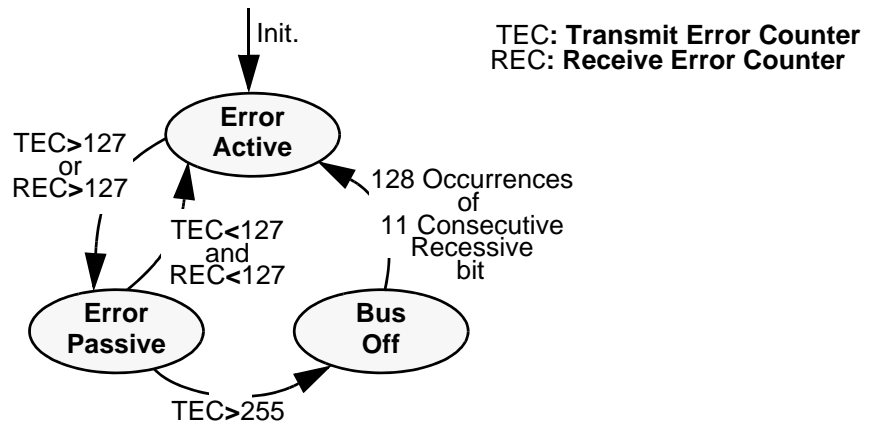 Init.
TEC: Transmit Error Counter
REC: Receive Error Counter
Error
Active
TEC>127
or
REC>127
128 Occurrences
of
11 Consecutive
Recessive
bit
TEC<127
and
REC<127
Error
Passive
Bus
Off
TEC>255